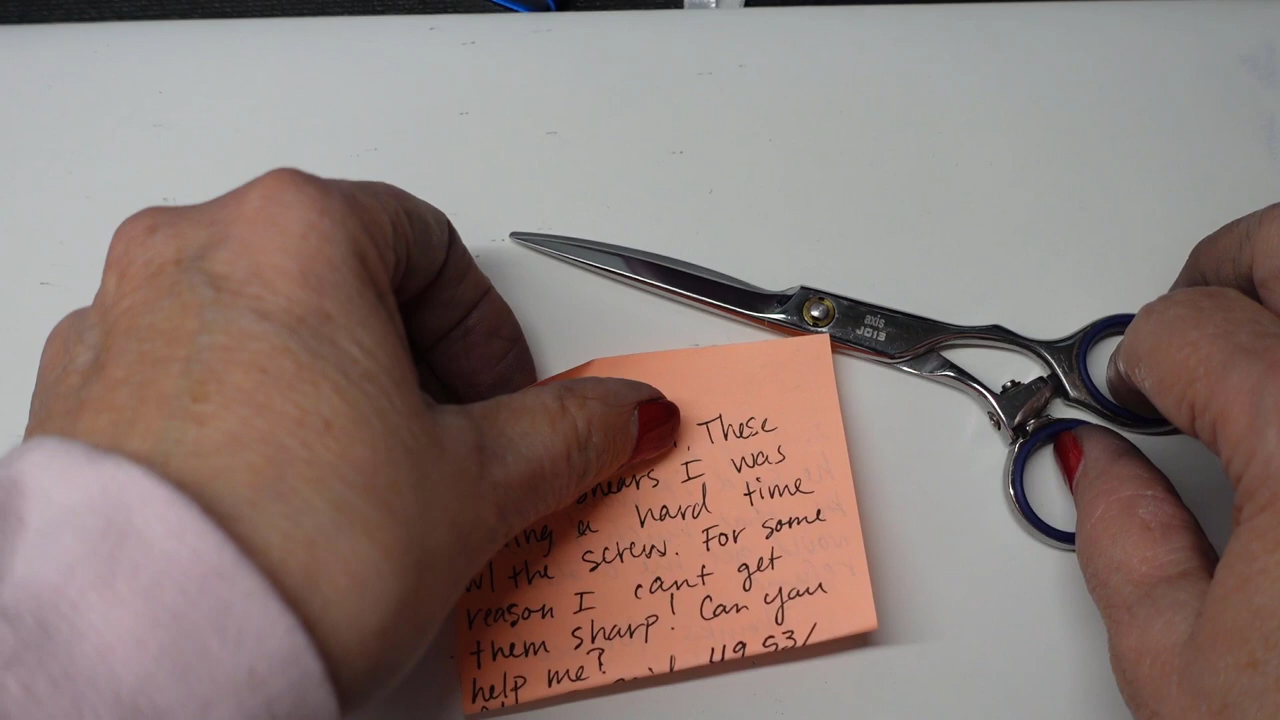 axis
JO13
These
shears I was
a hard time
w/ the screw. For some
reason I cant get
them sharp! Can you
help me?